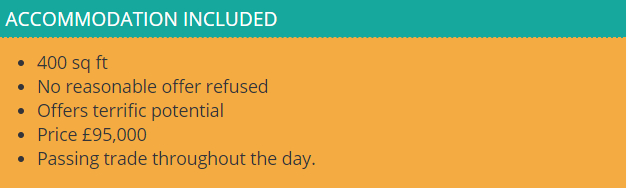 ACCOMMODATION INCLUDED
• 400 sq ft
• No reasonable offer refused
• Offers terrific potential
• Price £95,000
• Passing trade throughout the day.